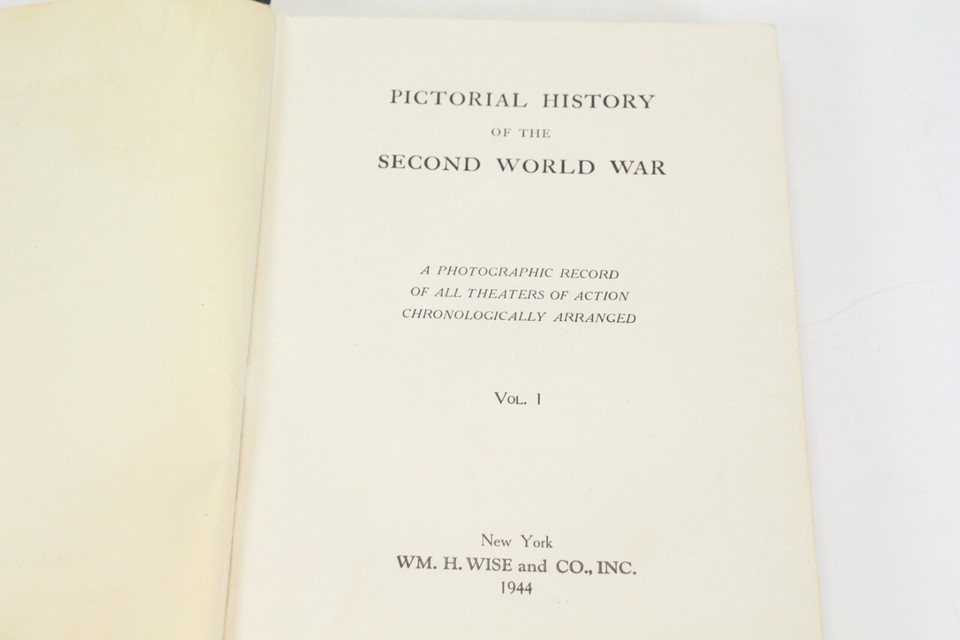 PICTORIAL HISTORY
OF THE
SECOND WORLD WAR
A PHOTOGRAPHIC RECORD
OF ALL THEATERS OF ACTION
CHRONOLOGICALLY ARRANGED
VOL. I
New York
WM. H. WISE and CO., INC.
1944